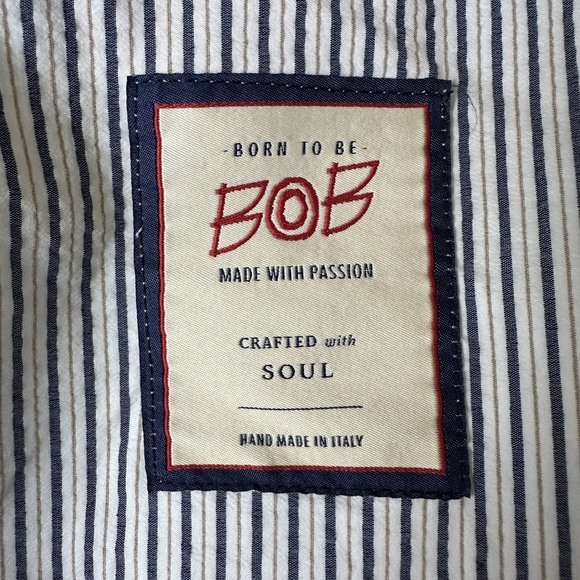 - BORN TO BE -
BOB
MADE WITH PASSION
CRAFTED with
SOUL
HAND MADE IN ITALY